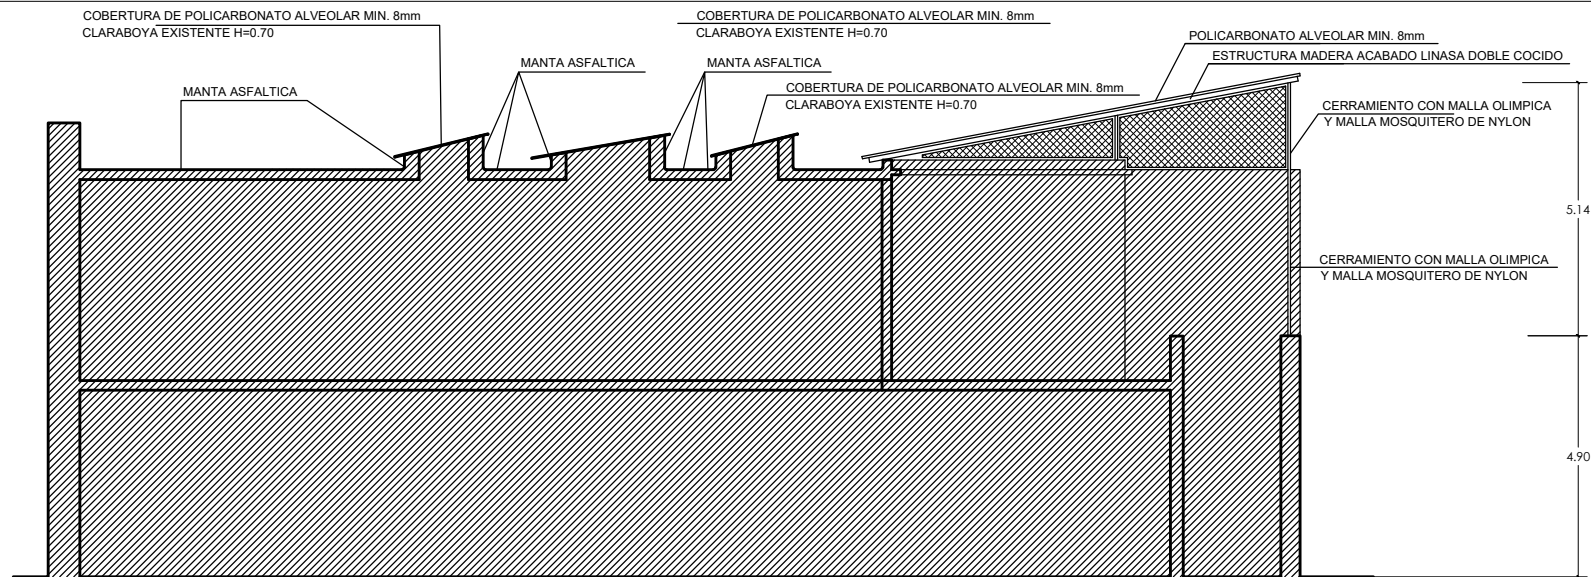 COBERTURA DE POLICARBONATO ALVEOLAR MIN. 8mm
CLARABOYA EXISTENTE H=0.70
COBERTURA DE POLICARBONATO ALVEOLAR MIN. 8mm
CLARABOYA EXISTENTE H=0.70
POLICARBONATO ALVEOLAR MIN. 8mm
ESTRUCTURA MADERA ACABADO LINASA DOBLE COCIDO
MANTA ASFALTICA
MANTA ASFALTICA
MANTA ASFALTICA
COBERTURA DE POLICARBONATO ALVEOLAR MIN. 8mm
CLARABOYA EXISTENTE H=0.70
CERRAMIENTO CON MALLA OLIMPICA
Y MALLA MOSQUITERO DE NYLON
5.14
CERRAMIENTO CON MALLA OLIMPICA
Y MALLA MOSQUITERO DE NYLON
4.90